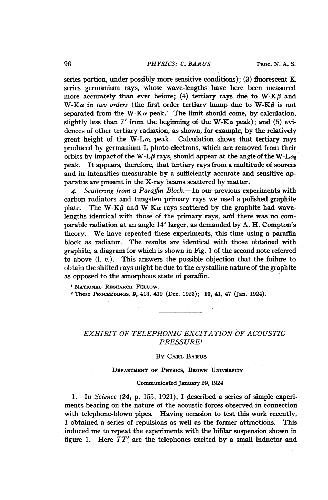 96 PHYSICS: C. BARUS Proc. N. A. S.
series portion, under possibly more sensitive conditions); (3) fluorescent K
series germanium rays, whose wave-lengths have here been measured
more accurately than ever before; (4) tertiary rays due to W-Kβ and
W-Kα in two orders (the first order tertiary hump due to W-Kβ is not
separated from the W-Kα peak. The limit should come, by calculation,
slightly less than 7′ from the beginning of the W-Kα peak); and (5) evi-
dences of other tertiary radiation, as shown, for example, by the relatively
great height of the W-Lα₁ peak. Calculation shows that tertiary rays
produced by germanium L photo-electrons, which are removed from their
orbits by impact of the W-Lβ rays, should appear at the angle of the W-Lα₁
peak. It appears, therefore, that tertiary rays from a multitude of sources
and in intensities measurable by a sufficiently accurate and sensitive ap-
paratus are present in the X-ray beams scattered by matter.
4. Scattering from a Paraffin Block.—In our previous experiments with
carbon radiators and tungsten primary rays we used a polished graphite
plate. The W-Kβ and W-Kα rays scattered by the graphite had wave-
lengths identical with those of the primary rays, and there was no com-
parable radiation at an angle 14′ larger, as demanded by A. H. Compton's
theory. We have repeated these experiments, this time using a paraffin
block as radiator. The results are identical with those obtained with
graphite, a diagram for which is shown in Fig. 1 of the second note referred
to above (l. c.). This answers the possible objection that the failure to
obtain the shifted rays might be due to the crystalline nature of the graphite
as opposed to the amorphous state of paraffin.
¹ National Research Fellow.
² These Proceedings, 9, 413, 419 (Dec. 1923); 10, 41, 47 (Jan. 1924).
EXHIBIT OF TELEPHONIC EXCITATION OF ACOUSTIC
PRESSURE¹
By Carl Barus
Department of Physics, Brown University
Communicated January 19, 1924
1. In Science (24, p. 155, 1921), I described a series of simple experi-
ments bearing on the nature of the acoustic forces observed in connection
with telephone-blown pipes. Having occasion to test this work recently,
I obtained a series of repulsions as well as the former attractions. This
induced me to repeat the experiments with the bifilar suspension shown in
figure 1. Here TT′ are the telephones excited by a small inductor and